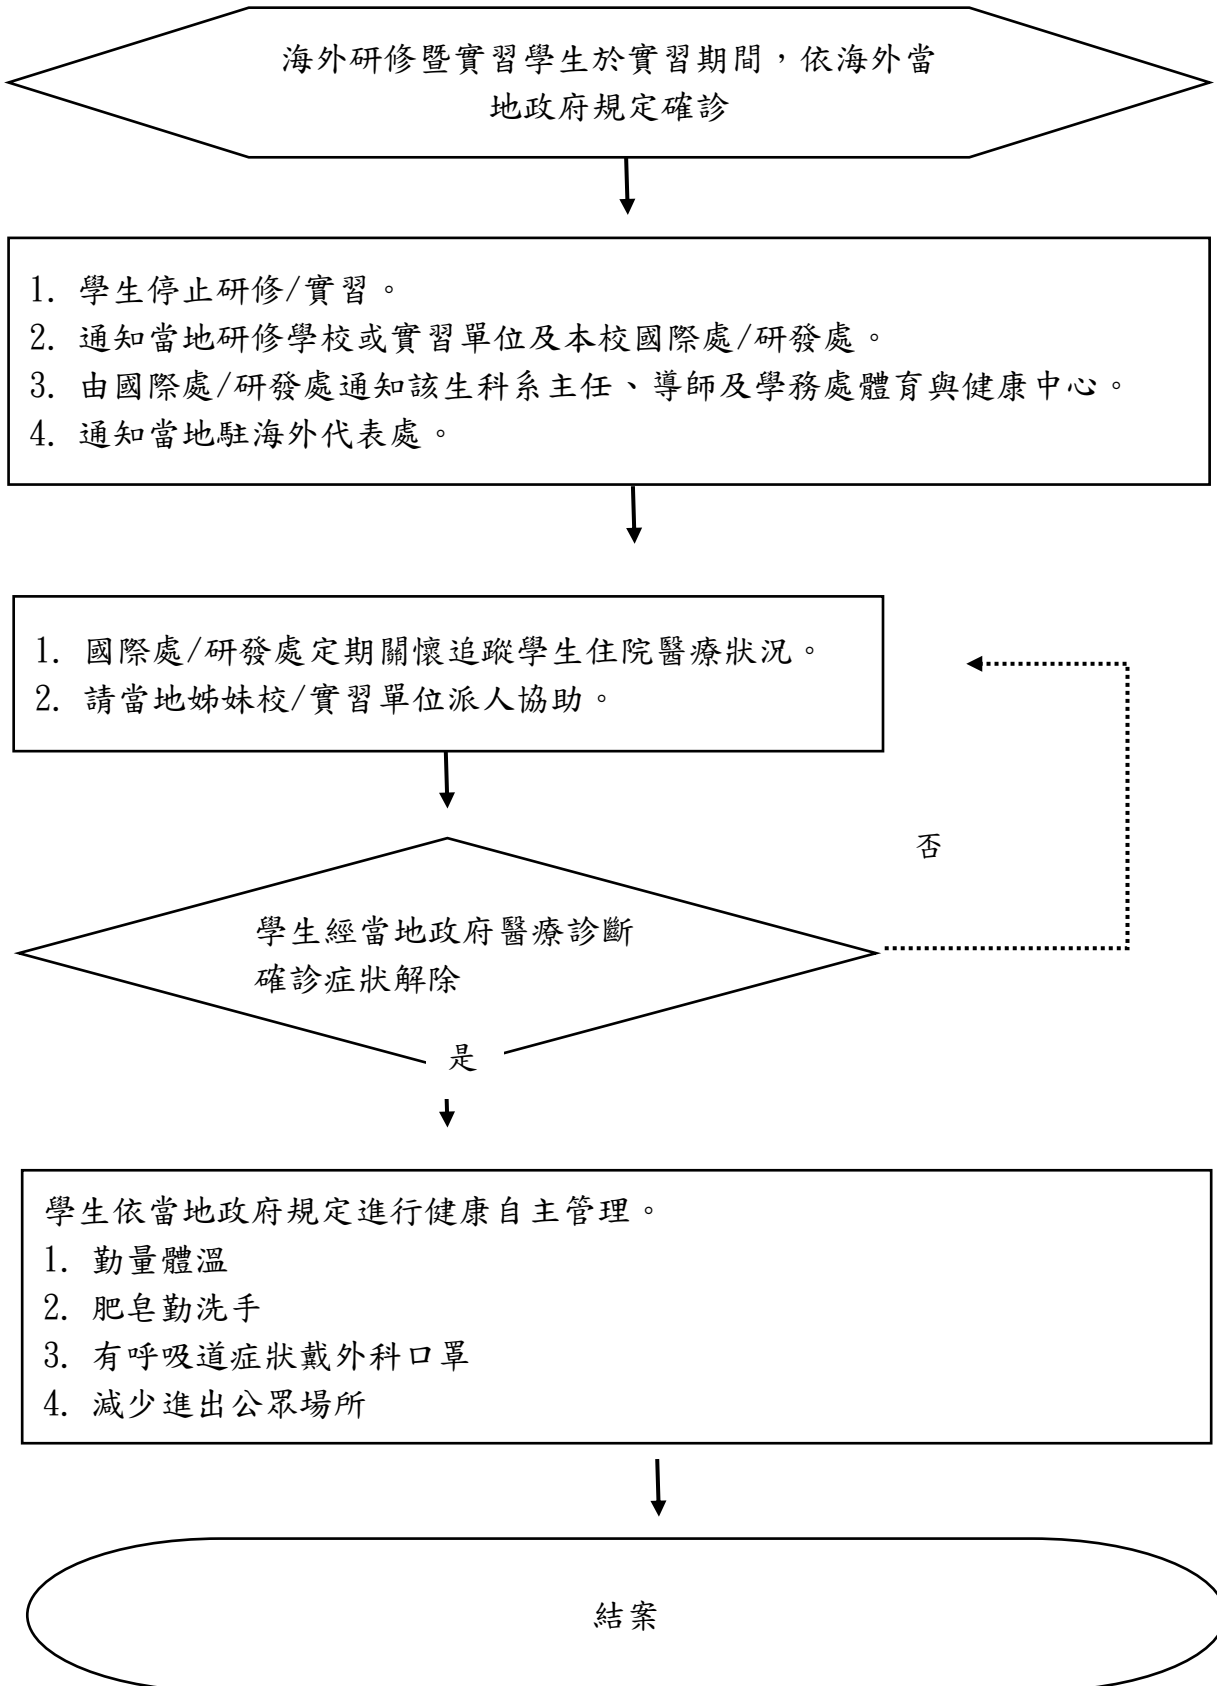 海外研修暨實習學生於實習期間，依海外當
地政府規定確診
1. 學生停止研修/實習。
2. 通知當地研修學校或實習單位及本校國際處/研發處。
3. 由國際處/研發處通知該生科系主任、導師及學務處體育與健康中心。
4. 通知當地駐海外代表處。
1. 國際處/研發處定期關懷追蹤學生住院醫療狀況。
2. 請當地姊妹校/實習單位派人協助。
否
學生經當地政府醫療診斷
確診症狀解除
是
學生依當地政府規定進行健康自主管理。
1. 勤量體溫
2. 肥皂勤洗手
3. 有呼吸道症狀戴外科口罩
4. 減少進出公眾場所
結案